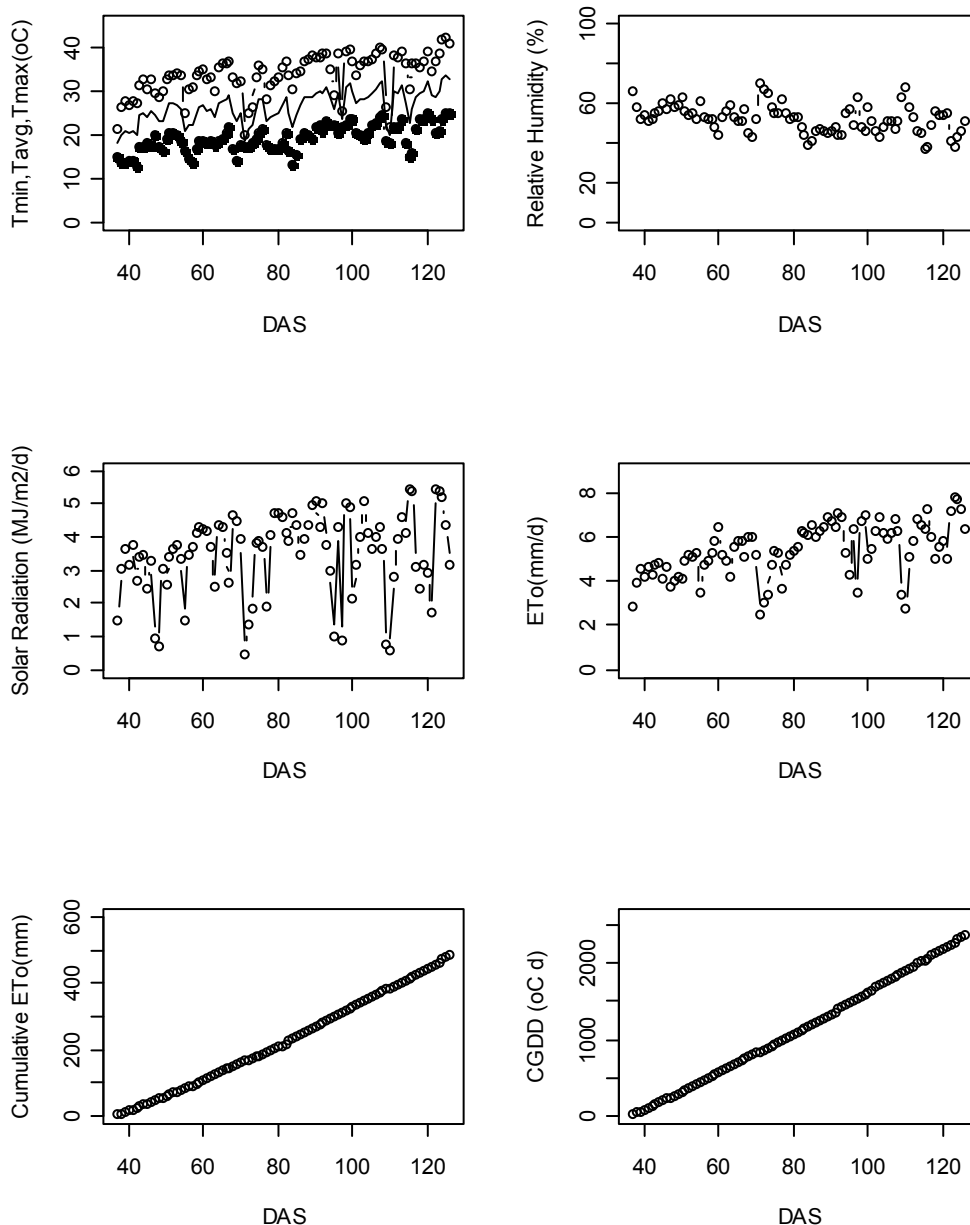 Tmin,Tavg,Tmax(oC)
0 10 20 30 40
40 60 80 100 120
DAS
Relative Humidity (%)
0 20 60 100
40 60 80 100 120
DAS
Solar Radiation (MJ/m2/d)
0 1 2 3 4 5 6
40 60 80 100 120
DAS
ETo(mm/d)
0 2 4 6 8
40 60 80 100 120
DAS
Cumulative ETo(mm)
0 200 400 600
40 60 80 100 120
DAS
CGDD (oC d)
0 1000 2000
40 60 80 100 120
DAS